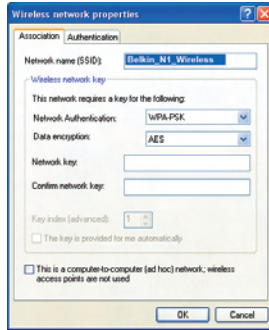 Wireless network properties
Association
Authentication
Network name (SSID):
Belkin_N1_Wireless
Wireless network key
This network requires a key for the following:
Network Authentication:
WPA-PSK
Data encryption:
AES
Network key:
Confirm network key:
Key index (advanced):
1
The key is provided for me automatically
This is a computer-to-computer (ad hoc) network; wireless
access points are not used
OK
Cancel